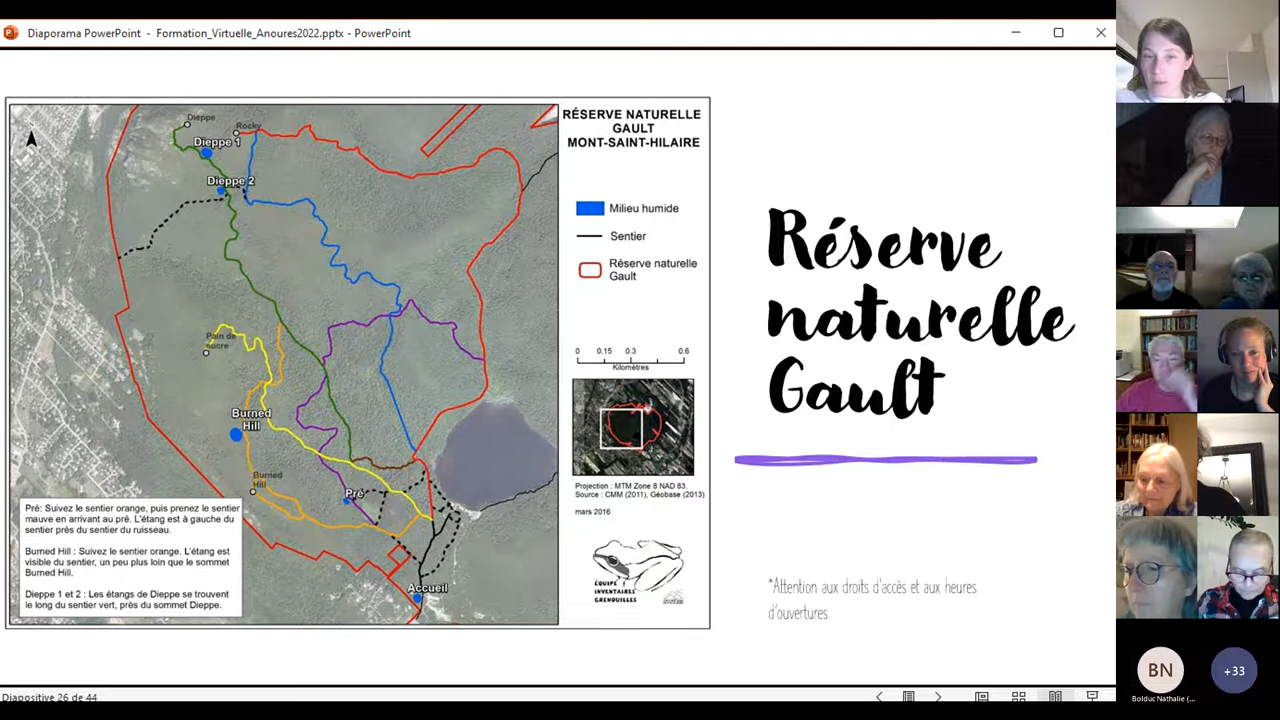 Diaporama PowerPoint - Formation_Virtuelle_Anoures2022.pptx - PowerPoint
RÉSERVE NATURELLE
GAULT
MONT-SAINT-HILAIRE
Dieppe
Rocky
Dieppe 1
Dieppe 2
Milieu humide
Sentier
Réserve naturelle
Gault
Pain de
sucre
0 0.15 0.3 0.6
Kilomètres
Burned
Hill
Burned
Hill
Pré
Accueil
Projection : MTM Zone 8 NAD 83.
Source : CMM (2011), Géobase (2013)
mars 2016
Pré: Suivez le sentier orange, puis prenez le sentier
mauve en arrivant au pré. L'étang est à gauche du
sentier près du sentier du ruisseau.
Burned Hill : Suivez le sentier orange. L'étang est
visible du sentier, un peu plus loin que le sommet
Burned Hill.
Dieppe 1 et 2 : Les étangs de Dieppe se trouvent
le long du sentier vert, près du sommet Dieppe.
ÉQUIPE
INVENTAIRES
GRENOUILLES
Réserve
naturelle
Gault
*Attention aux droits d'accès et aux heures
d'ouvertures
BN
+33
Bolduc Nathalie (...
Diapositive 26 de 44